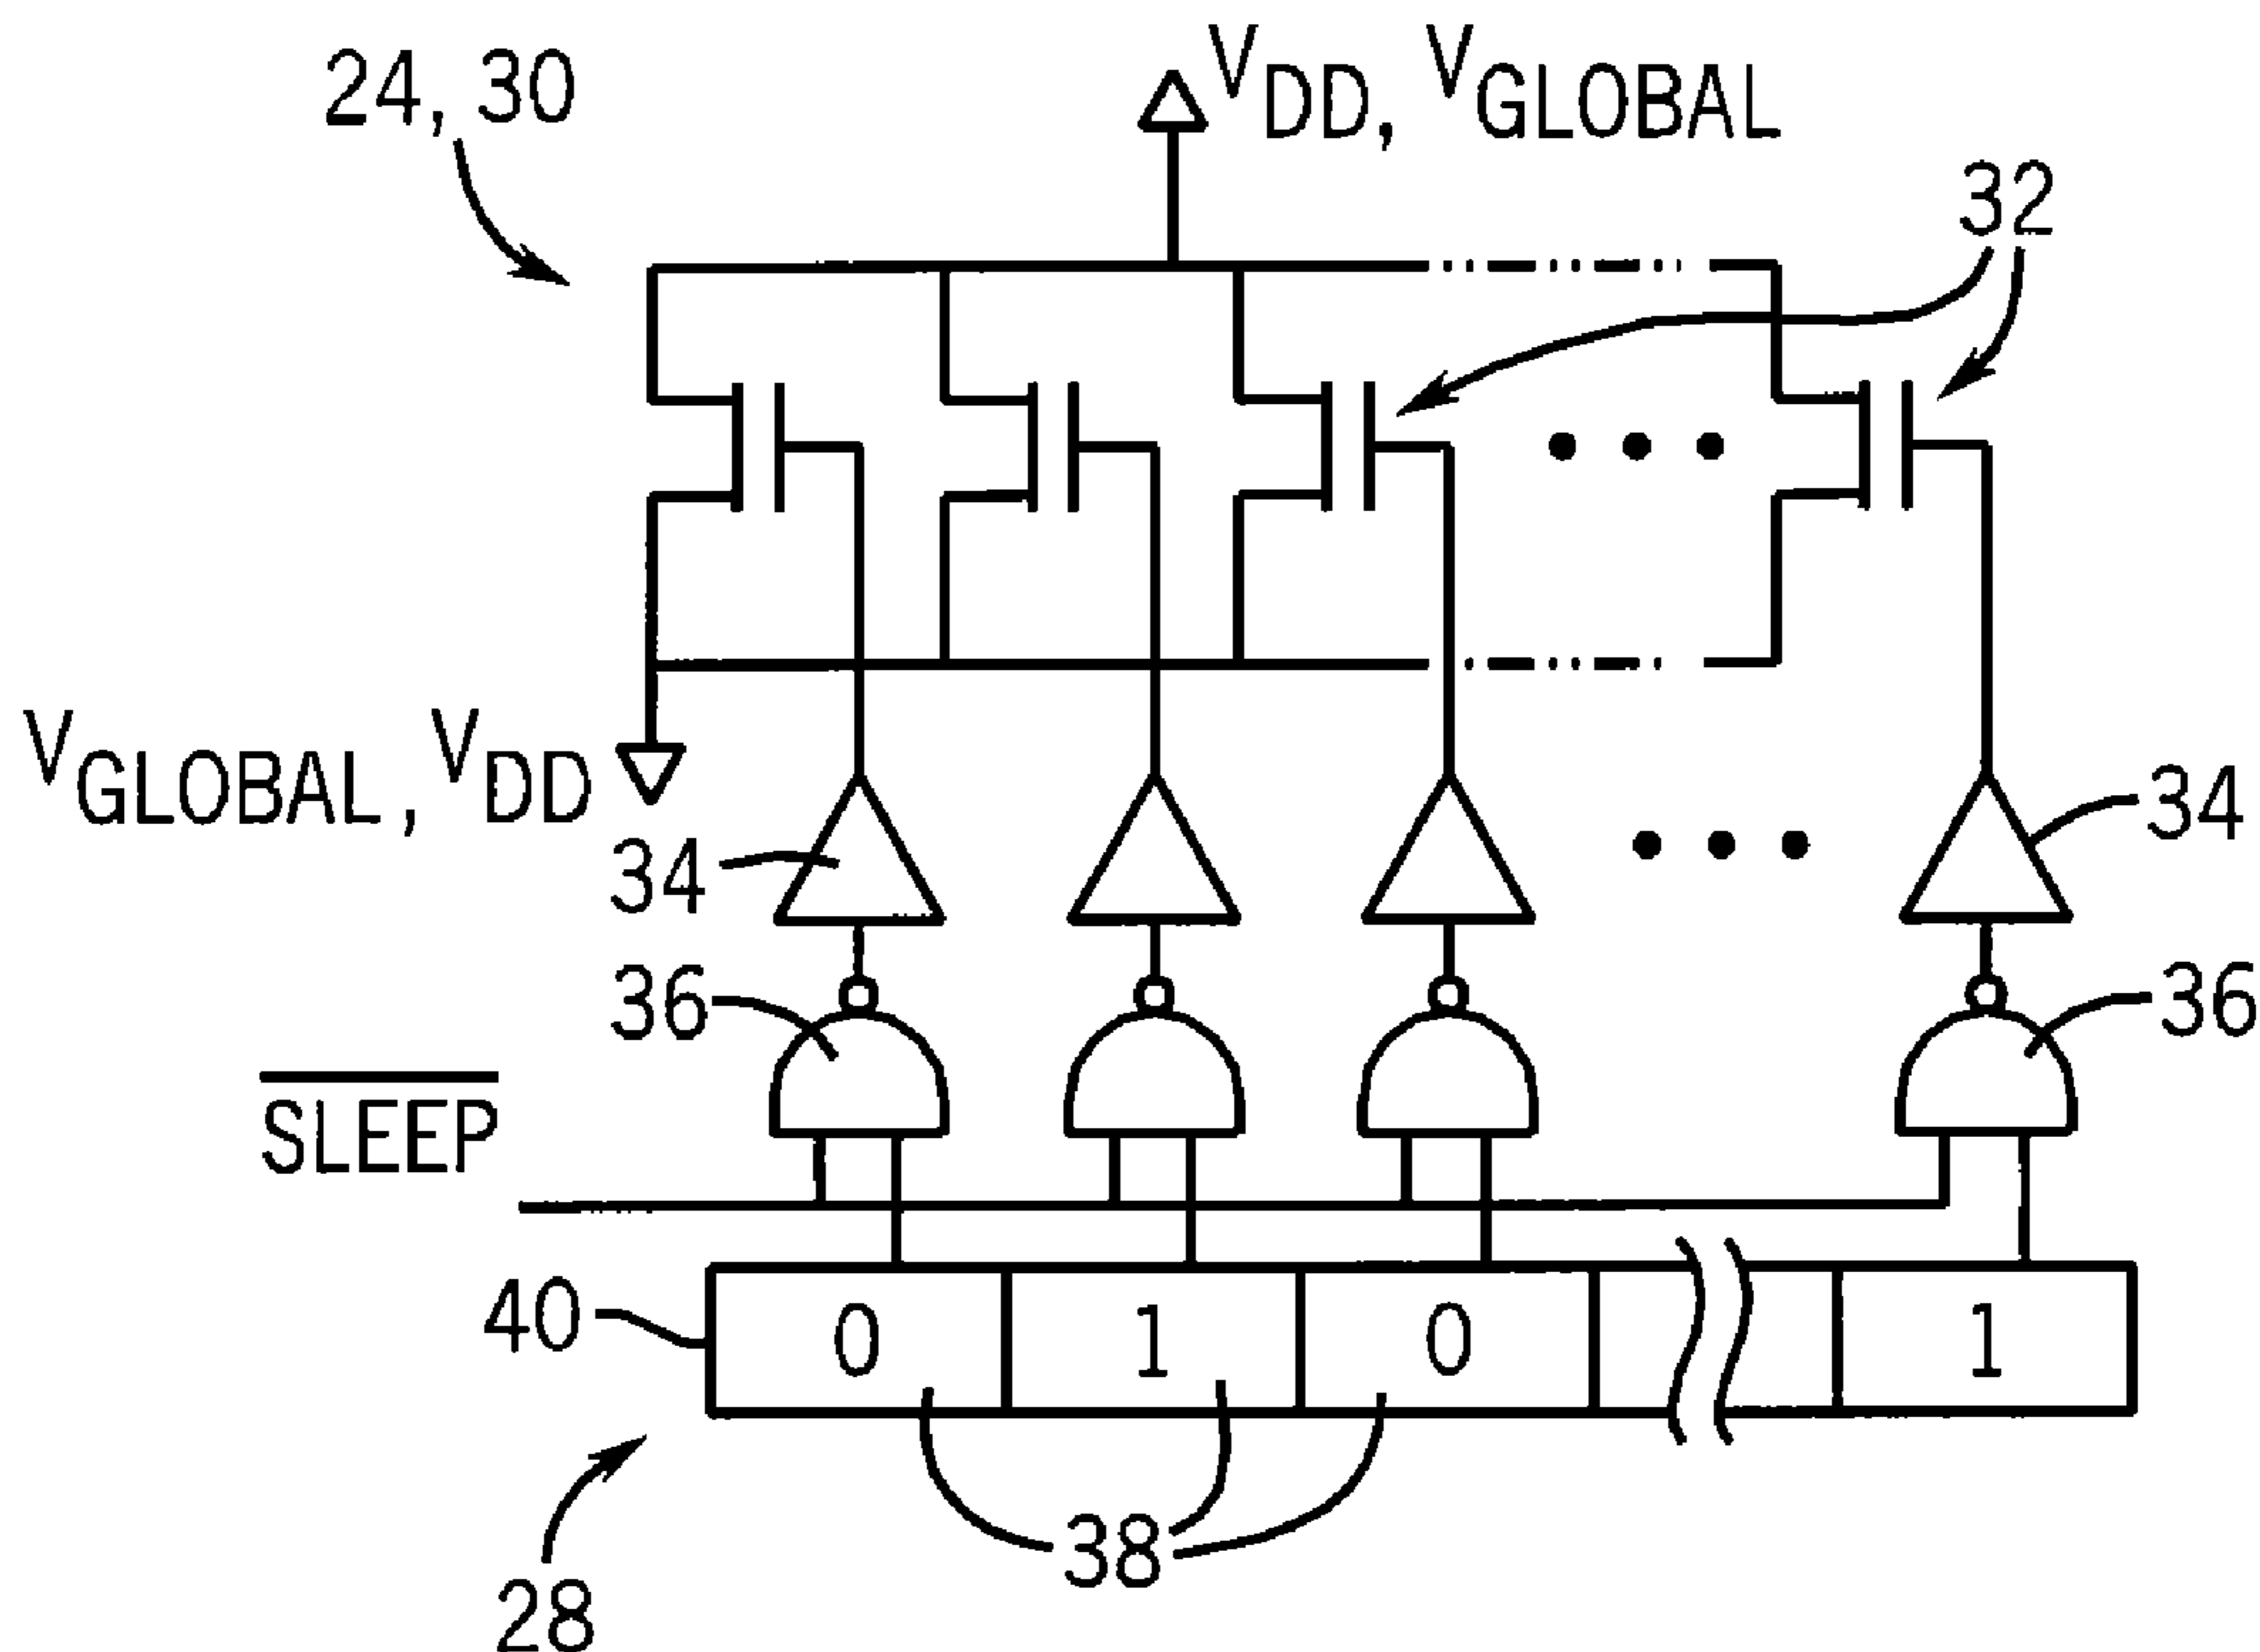 24, 30
VDD, VGLOBAL
32
VGLOBAL, VDD
34
34
36
36
SLEEP
40
0 1 0 1
38
28